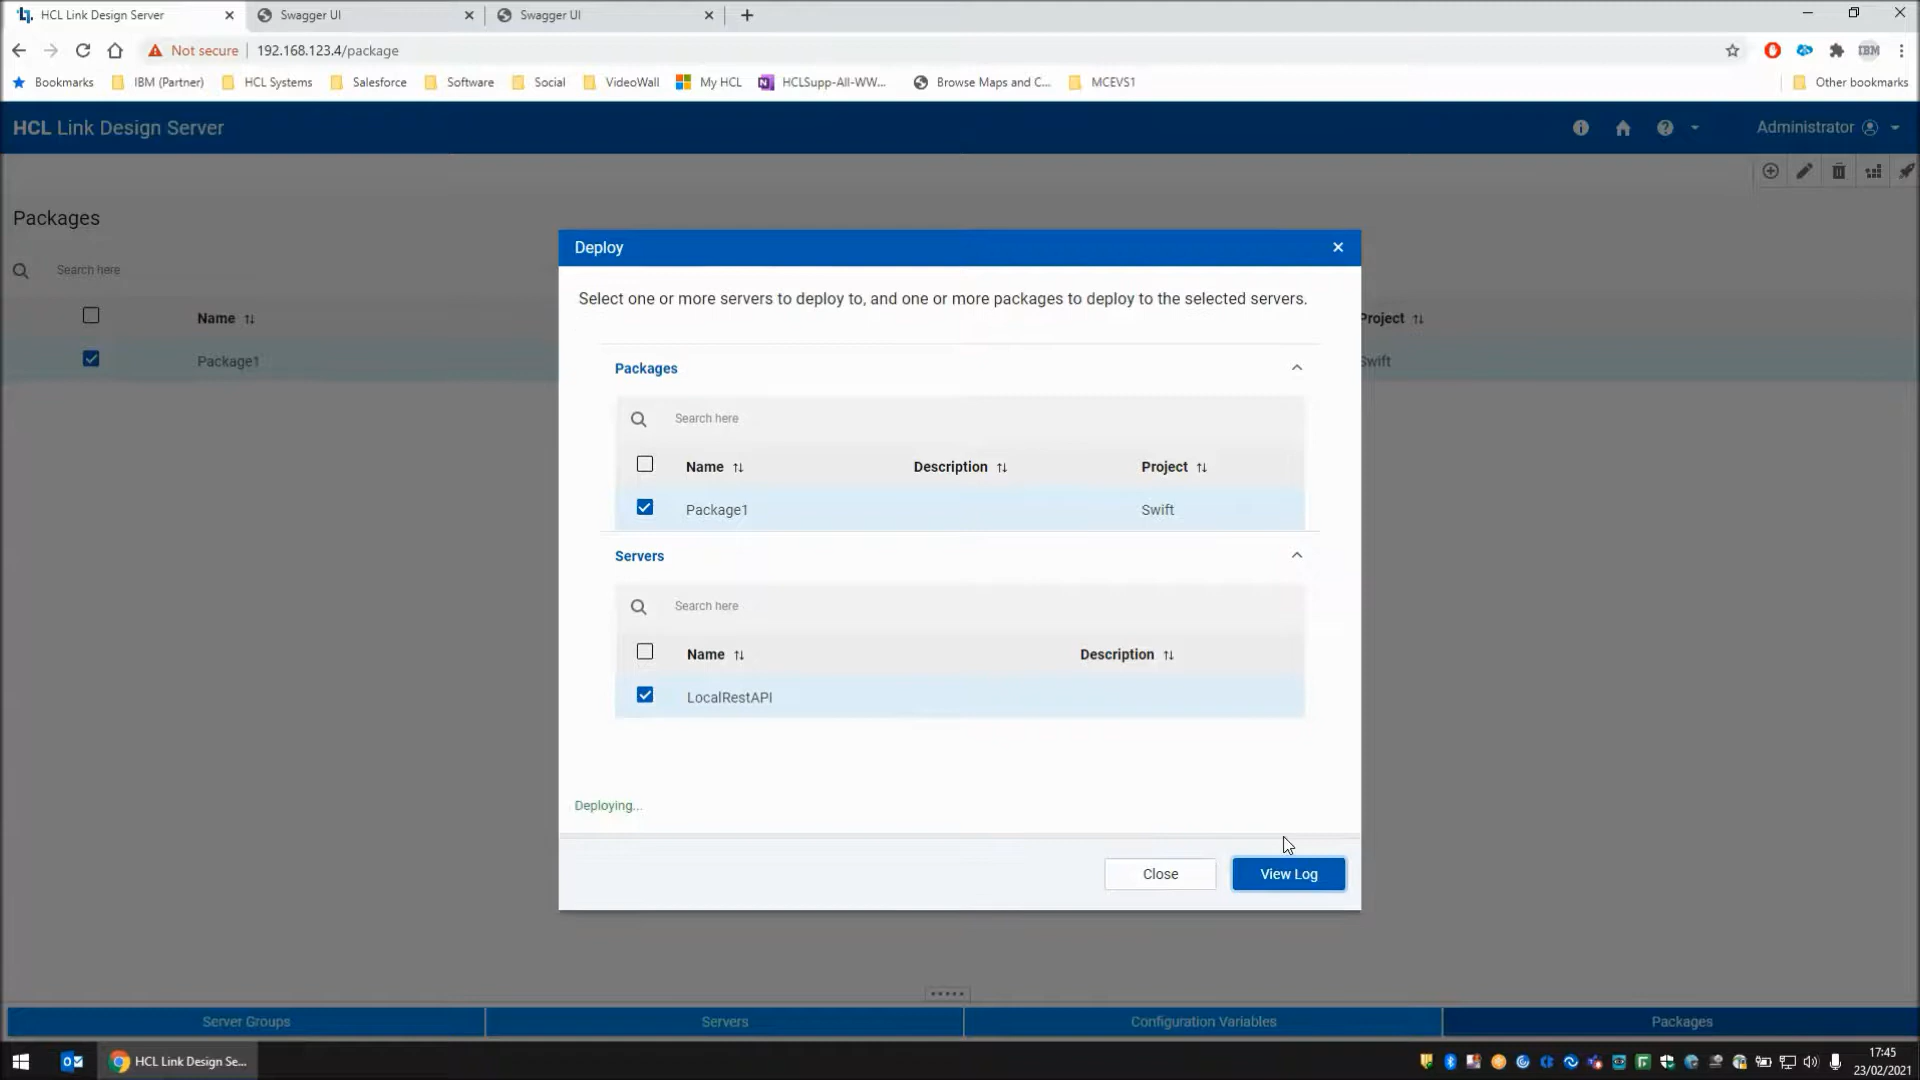 HCL Link Design Server
Swagger UI
Swagger UI
Not secure
192.168.123.4/package
IBM
Bookmarks
IBM (Partner)
HCL Systems
Salesforce
Software
Social
VideoWall
My HCL
HCLSupp-All-WW...
Browse Maps and C...
MCEVS1
Other bookmarks
HCL Link Design Server
Administrator
Packages
Search here
Name
Project
Package1
Swift
Deploy
Select one or more servers to deploy to, and one or more packages to deploy to the selected servers.
Packages
Search here
Name
Description
Project
Package1
Swift
Servers
Search here
Name
Description
LocalRestAPI
Deploying...
Close
View Log
Server Groups
Servers
Configuration Variables
Packages
HCL Link Design Se...
17:45
23/02/2021